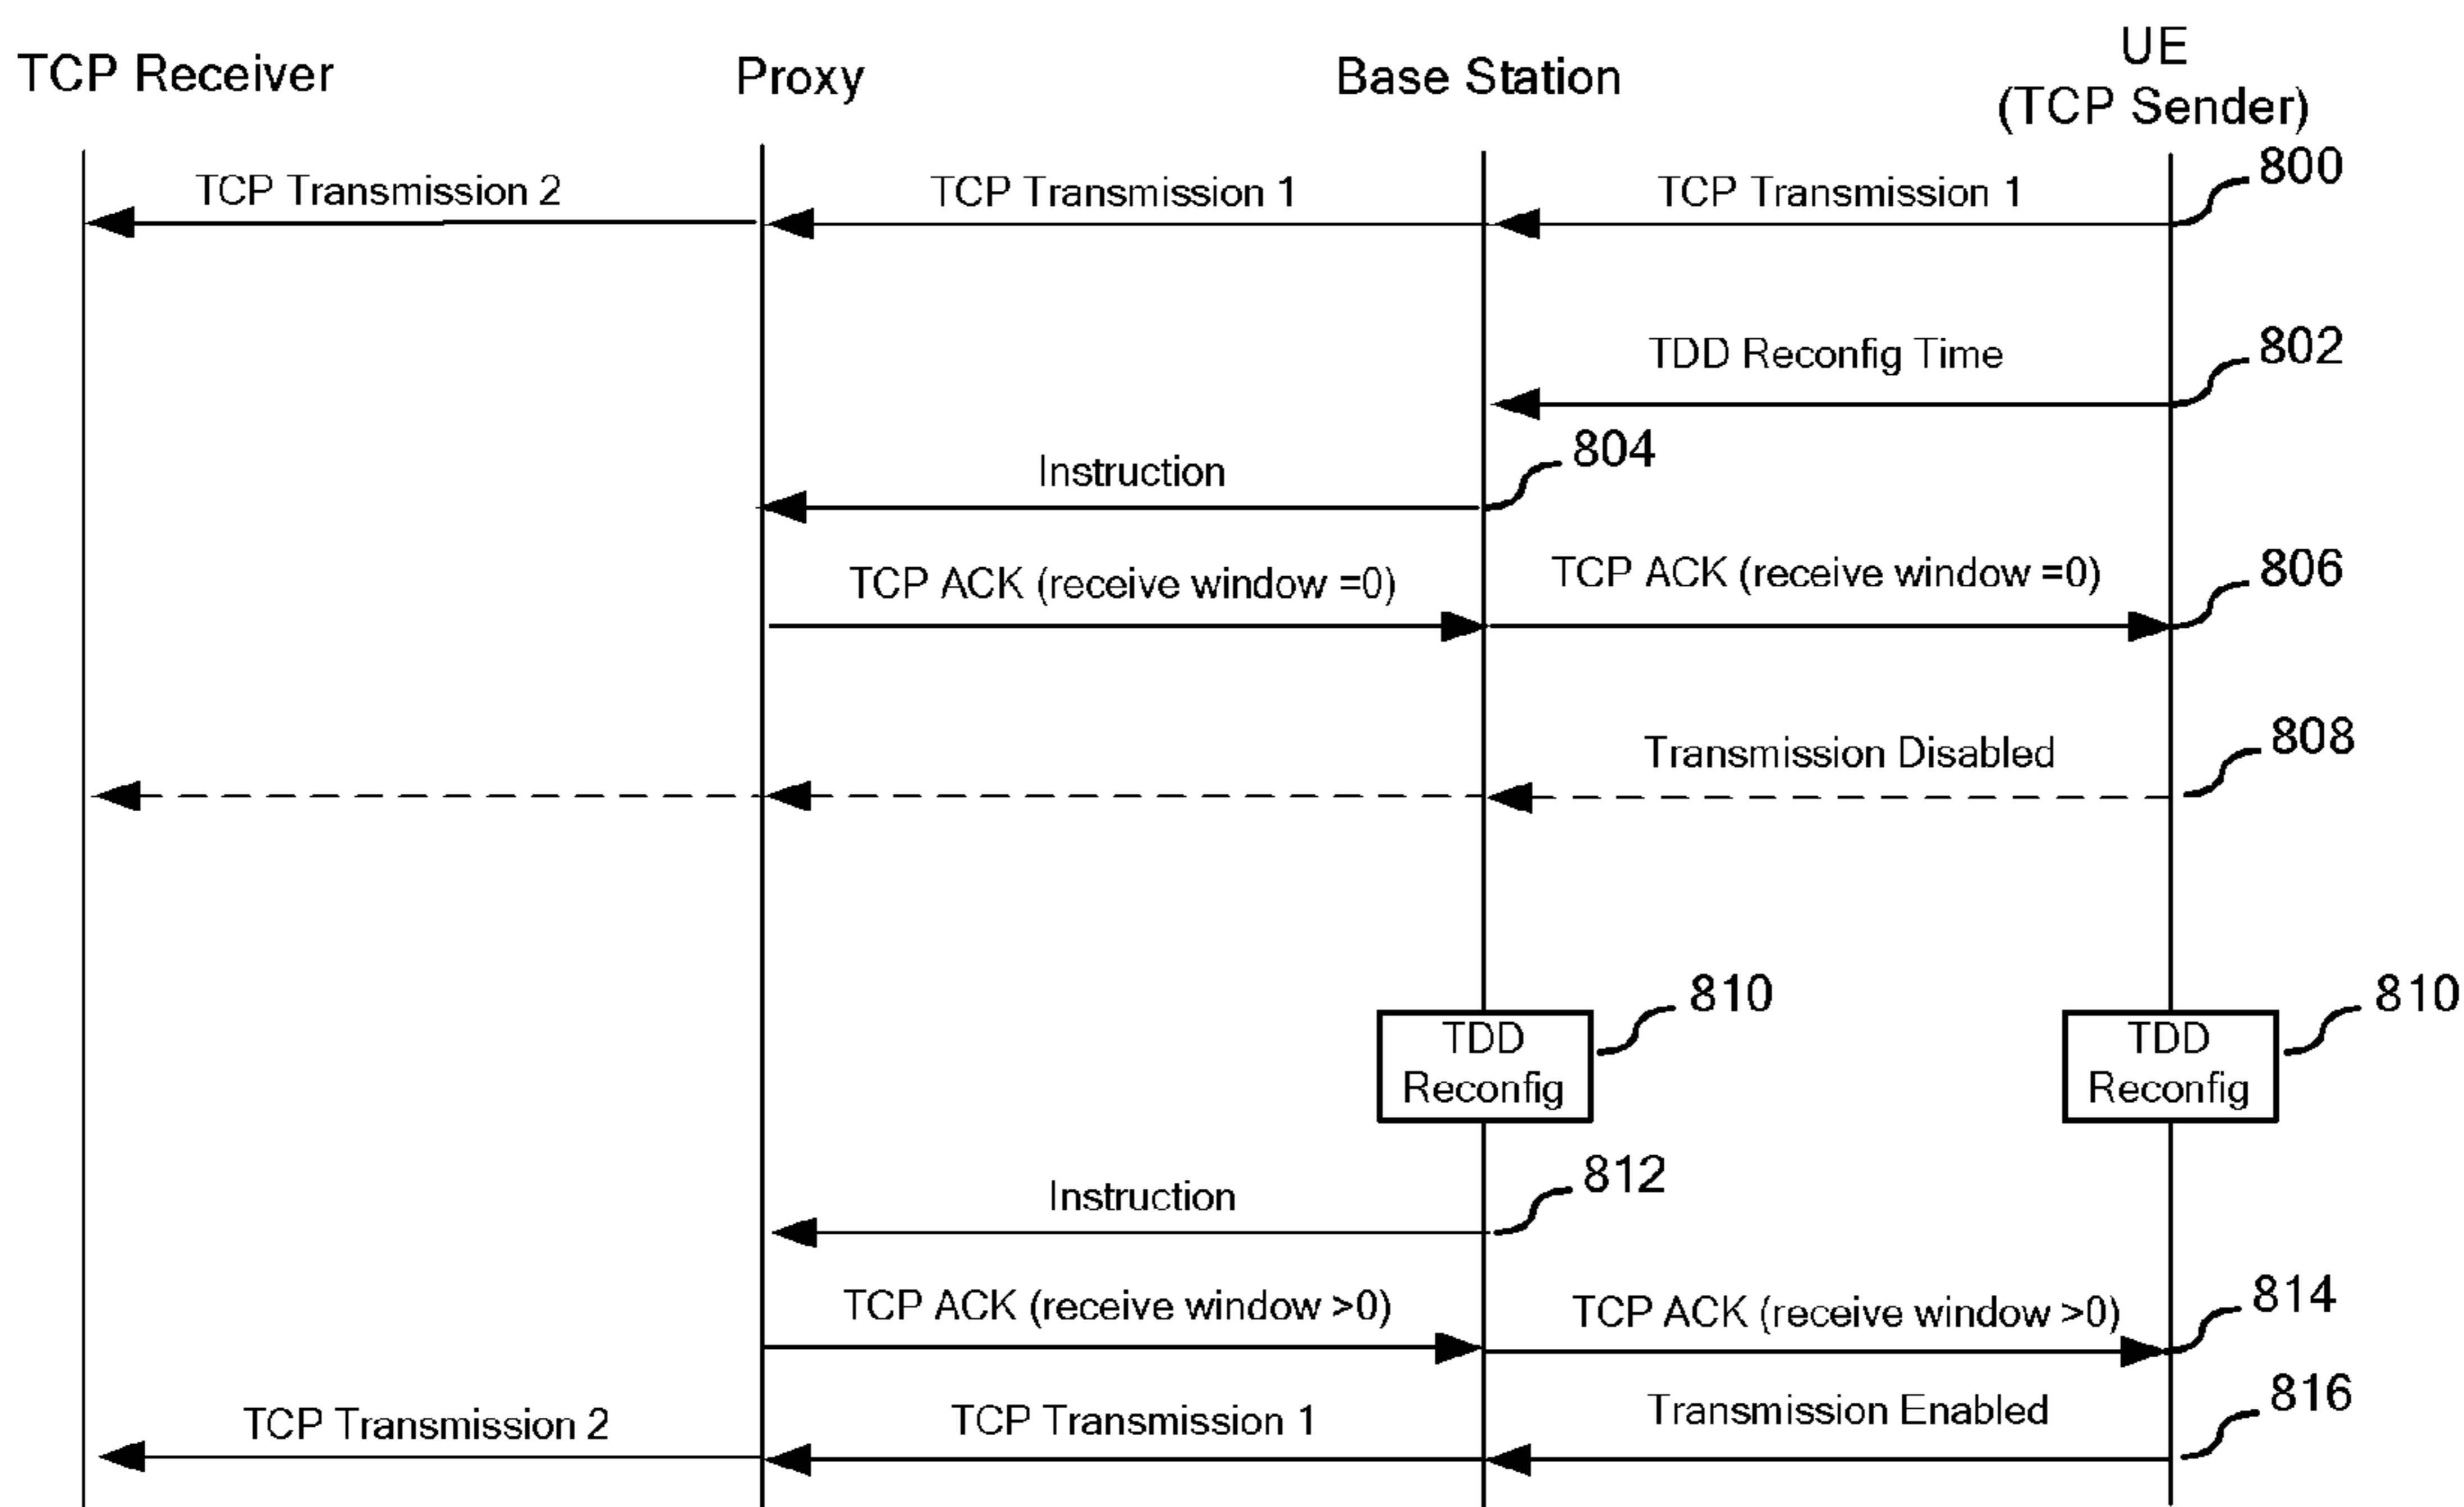 TCP Receiver
Proxy
Base Station
UE
(TCP Sender)
TCP Transmission 2
TCP Transmission 1
TCP Transmission 1
800
TDD Reconfig Time
802
Instruction
804
TCP ACK (receive window =0)
TCP ACK (receive window =0)
806
Transmission Disabled
808
TDD
Reconfig
810
TDD
Reconfig
810
Instruction
812
TCP ACK (receive window >0)
TCP ACK (receive window >0)
814
TCP Transmission 2
TCP Transmission 1
Transmission Enabled
816